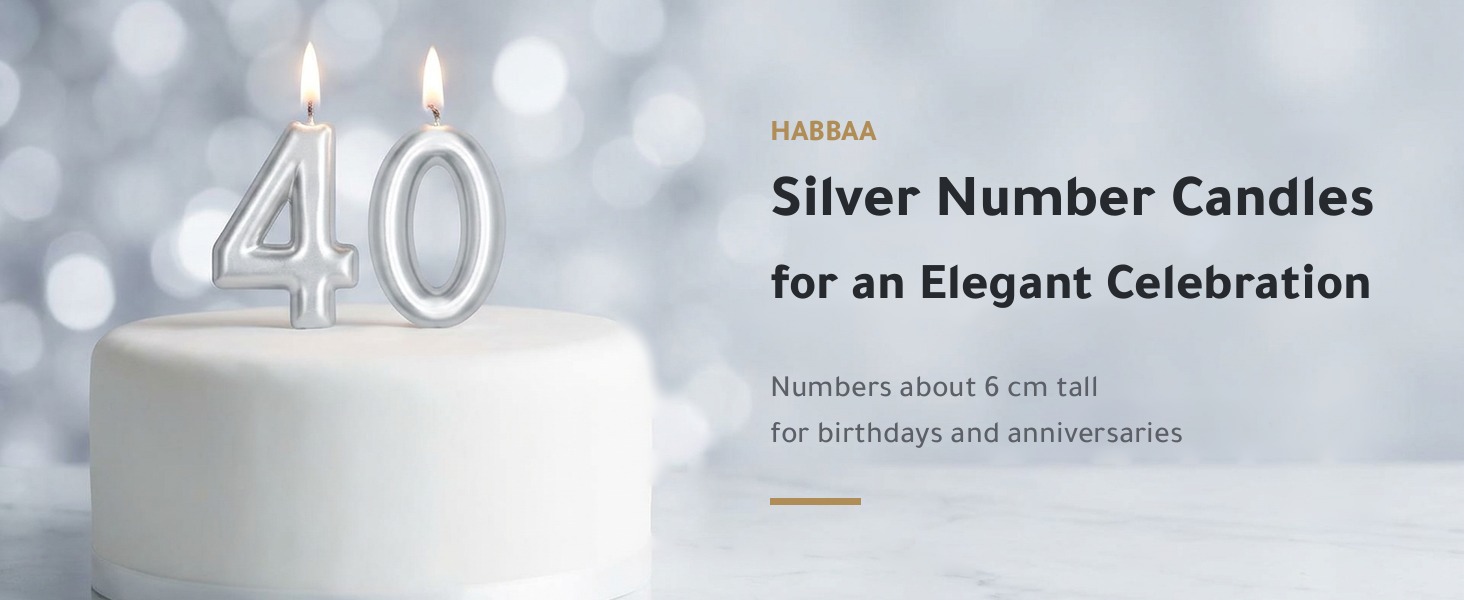 40
HABBAA
Silver Number Candles
for an Elegant Celebration
Numbers about 6 cm tall
for birthdays and anniversaries